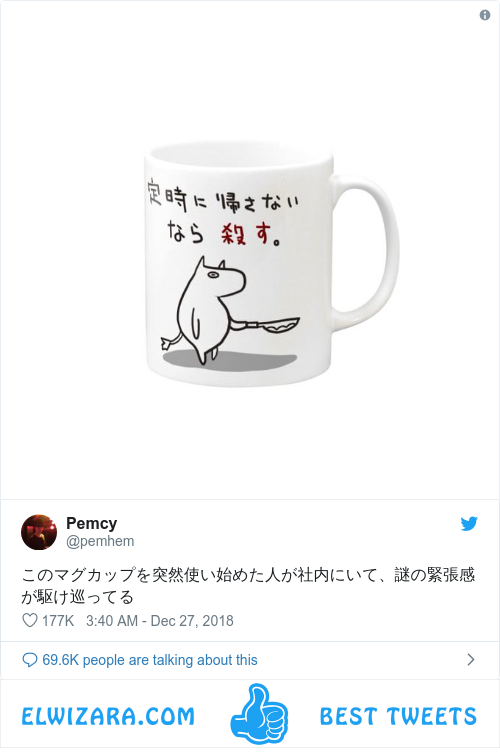 定時に帰さない
なら 殺す。
Pemcy
@pemhem
このマグカップを突然使い始めた人が社内にいて、謎の緊張感
が駆け巡ってる
177K 3:40 AM - Dec 27, 2018
69.6K people are talking about this
ELWIZARA.COM BEST TWEETS